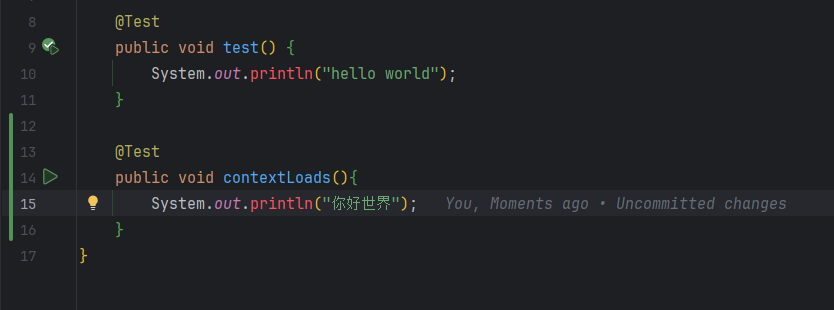 8 @Test
9 public void test() {
10 System.out.println("hello world");
11 }
12
13 @Test
14 public void contextLoads(){
15 System.out.println("你好世界"); You, Moments ago • Uncommitted changes
16 }
17 }